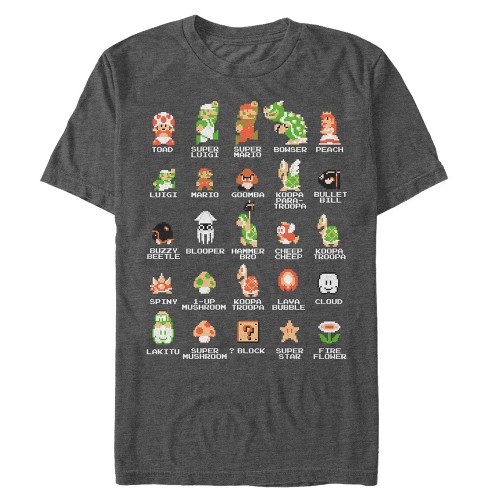 TOAD
SUPER LUIGI
SUPER MARIO
BOWSER
PEACH
LUIGI
MARIO
GOOMBA
KOOPA PARA-TROOPA
BULLET BILL
BUZZY BEETLE
BLOOPER
HAMMER BRO
CHEEP CHEEP
KOOPA TROOPA
SPINY
1-UP MUSHROOM
KOOPA TROOPA
LAVA BUBBLE
CLOUD
LAKITU
SUPER MUSHROOM
? BLOCK
SUPER STAR
FIRE FLOWER